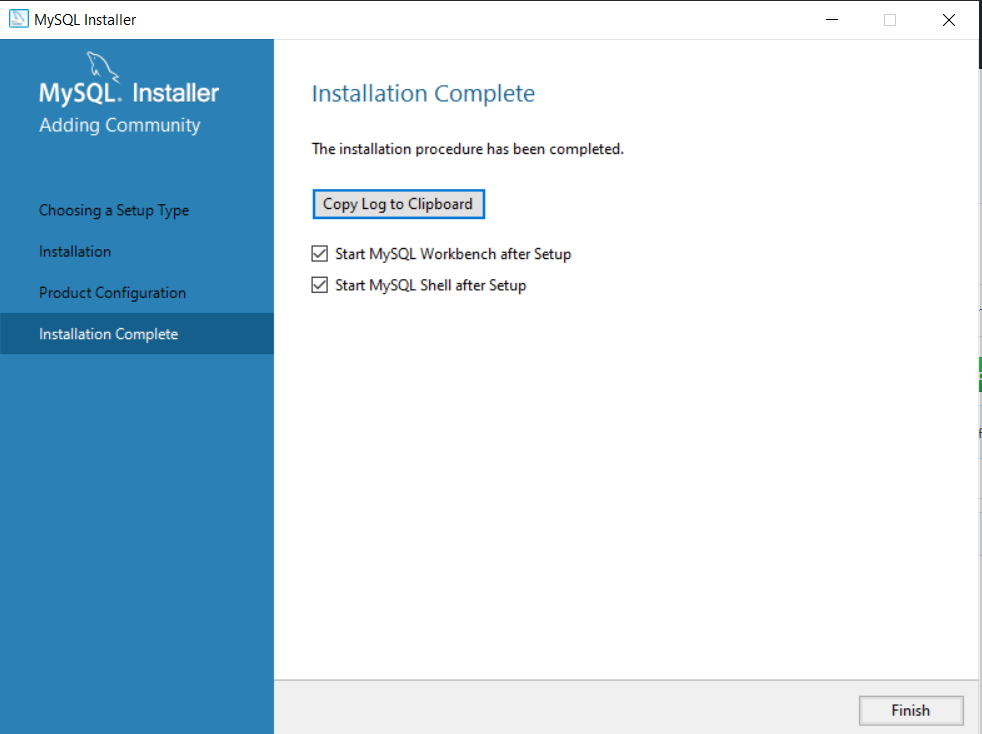 MySQL Installer
MySQL. Installer
Adding Community
Choosing a Setup Type
Installation
Product Configuration
Installation Complete
Installation Complete
The installation procedure has been completed.
Copy Log to Clipboard
Start MySQL Workbench after Setup
Start MySQL Shell after Setup
Finish